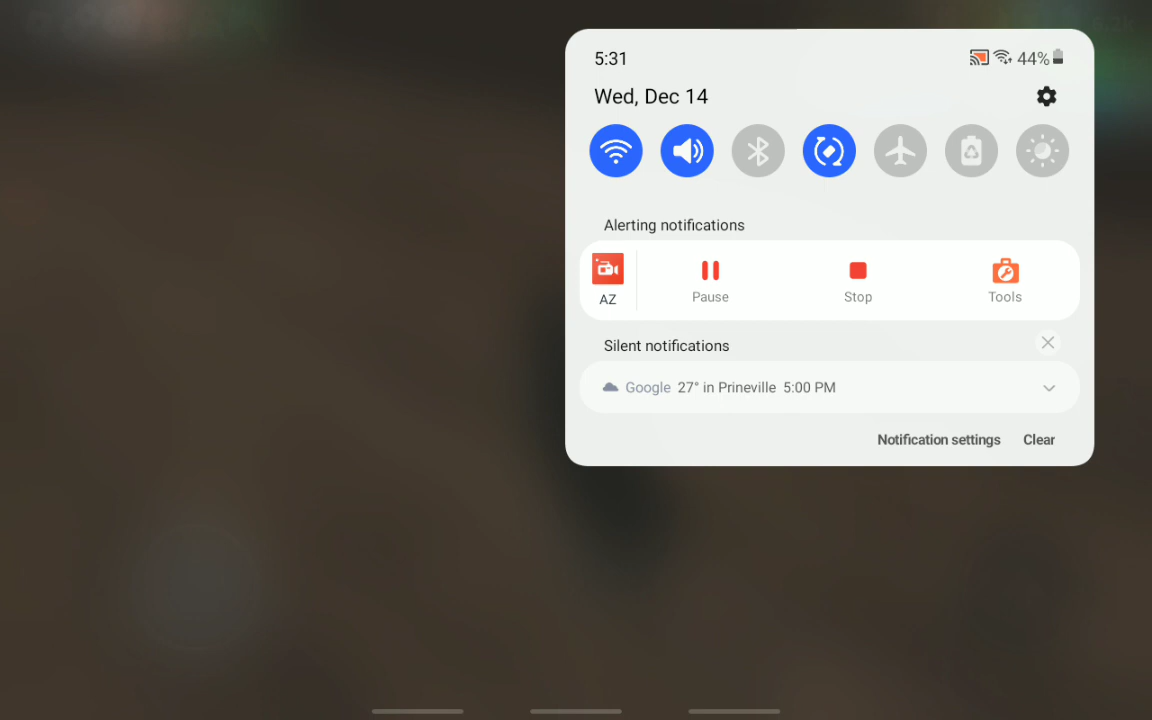 5:31
44%
Wed, Dec 14
Alerting notifications
AZ
Pause
Stop
Tools
Silent notifications
Google 27° in Prineville 5:00 PM
Notification settings
Clear